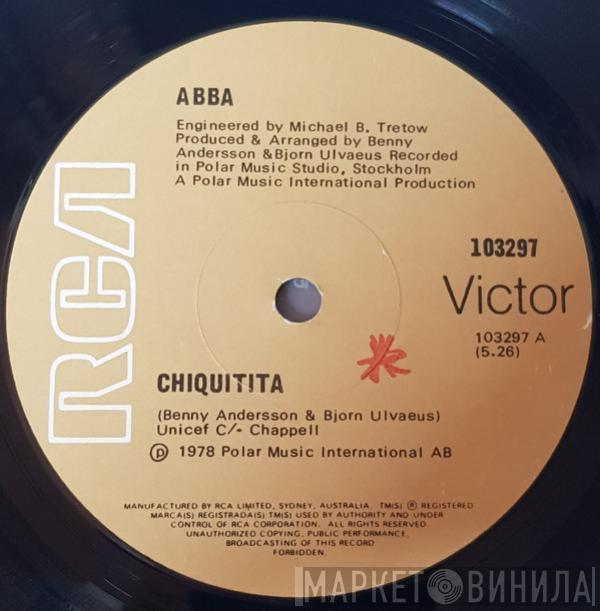 ABBA
Engineered by Michael B. Tretow
Produced & Arranged by Benny
Andersson &Bjorn Ulvaeus Recorded
in Polar Music Studio, Stockholm
A Polar Music International Production
RCA
103297
Victor
103297 A
(5.26)
CHIQUITITA
(Benny Andersson & Bjorn Ulvaeus)
Unicef C/- Chappell
℗ 1978 Polar Music International AB
MANUFACTURED BY RCA LIMITED, SYDNEY, AUSTRALIA. TM(S) ® REGISTERED
MARCA(S) REGISTRADA(S) TM(S) USED BY AUTHORITY AND UNDER
CONTROL OF RCA CORPORATION. ALL RIGHTS RESERVED
UNAUTHORIZED COPYING, PUBLIC PERFORMANCE,
BROADCASTING OF THIS RECORD
FORBIDDEN.
МАРКЕТ ВИНИЛА